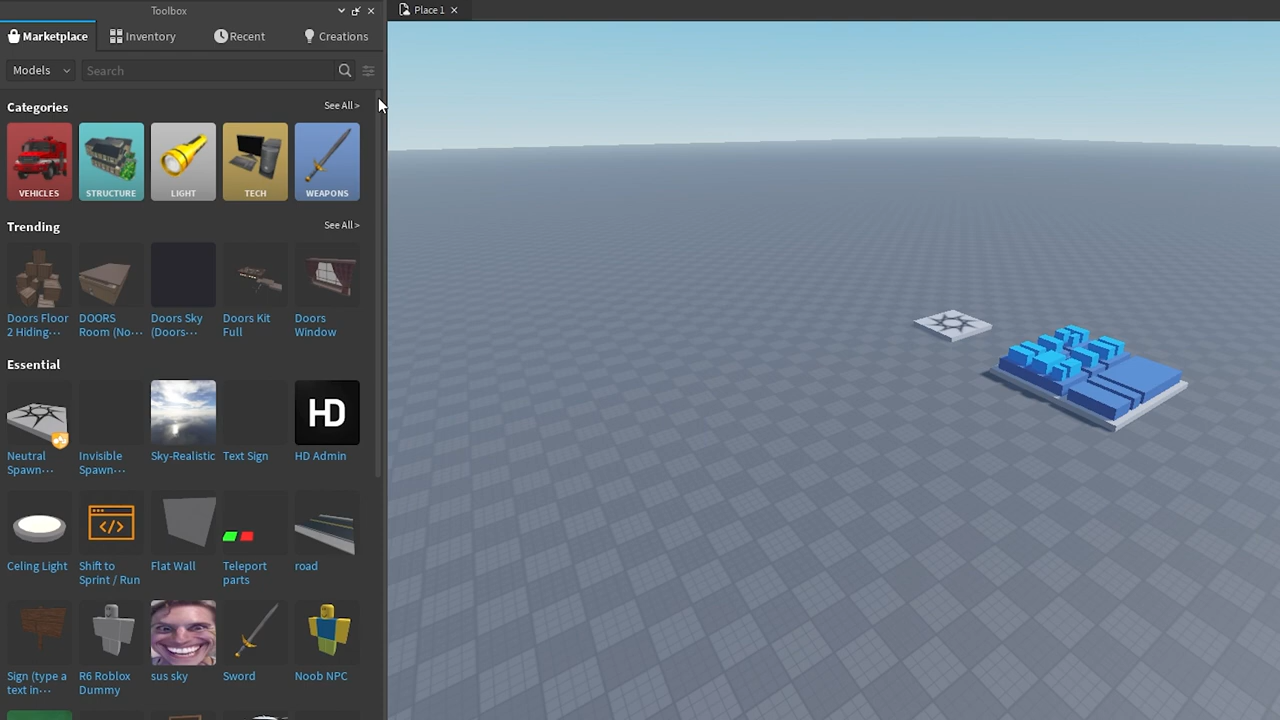 Toolbox
Place 1
Marketplace
Inventory
Recent
Creations
Models
Search
Categories
See All >
VEHICLES
STRUCTURE
LIGHT
TECH
WEAPONS
Trending
See All >
Doors Floor
2 Hiding···
DOORS
Room (No···
Doors Sky
(Doors···
Doors Kit
Full
Doors
Window
Essential
HD
Neutral
Spawn···
Invisible
Spawn···
Sky-Realistic
Text Sign
HD Admin
</>
Celing Light
Shift to
Sprint / Run
Flat Wall
Teleport
parts
road
Sign (type a
text in···
R6 Roblox
Dummy
sus sky
Sword
Noob NPC